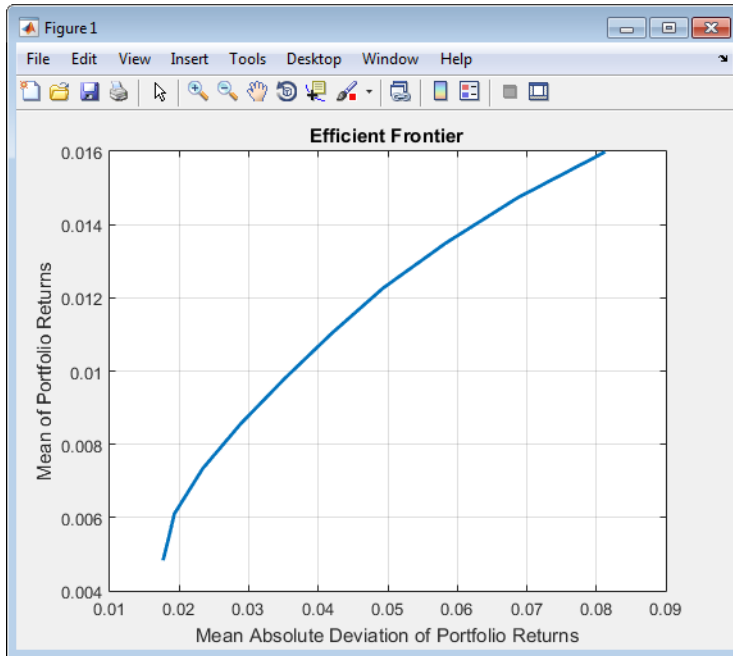 Figure 1
File Edit View Insert Tools Desktop Window Help
Efficient Frontier
0.016
0.014
0.012
0.01
0.008
0.006
0.004
Mean of Portfolio Returns
0.01 0.02 0.03 0.04 0.05 0.06 0.07 0.08 0.09
Mean Absolute Deviation of Portfolio Returns